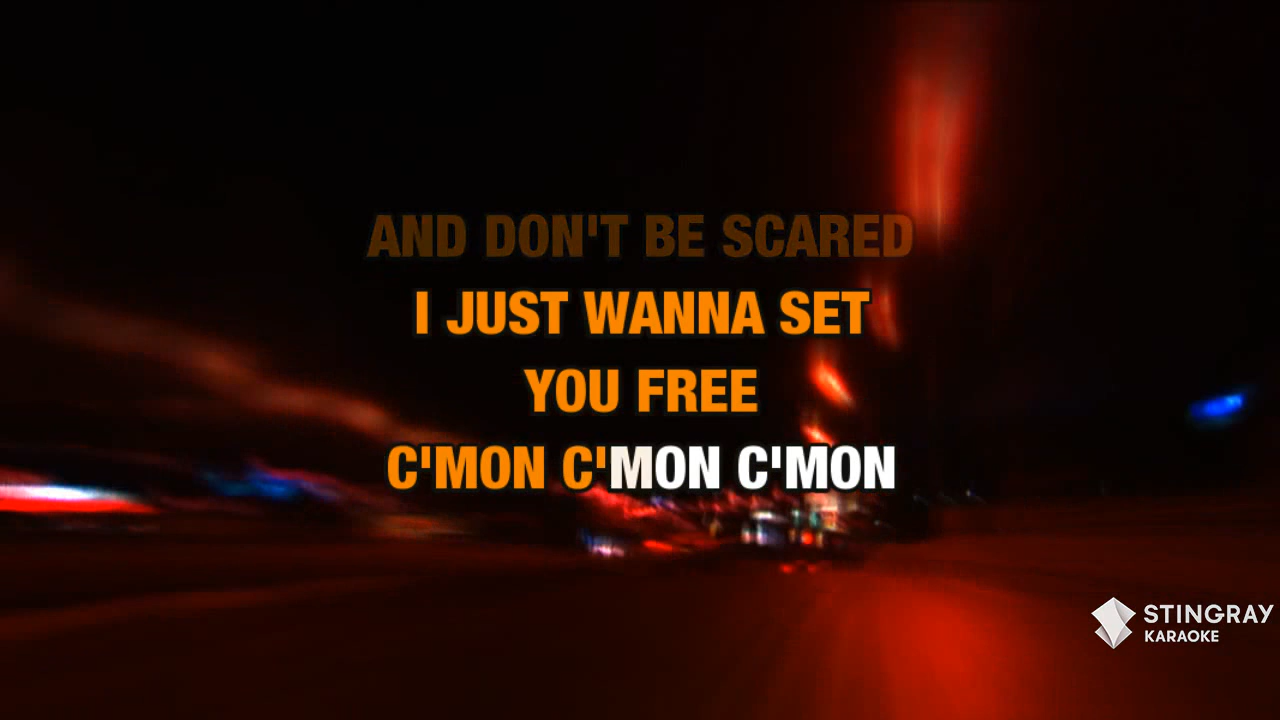 AND DON'T BE SCARED
I JUST WANNA SET
YOU FREE
C'MON C'MON C'MON
STINGRAY
KARAOKE